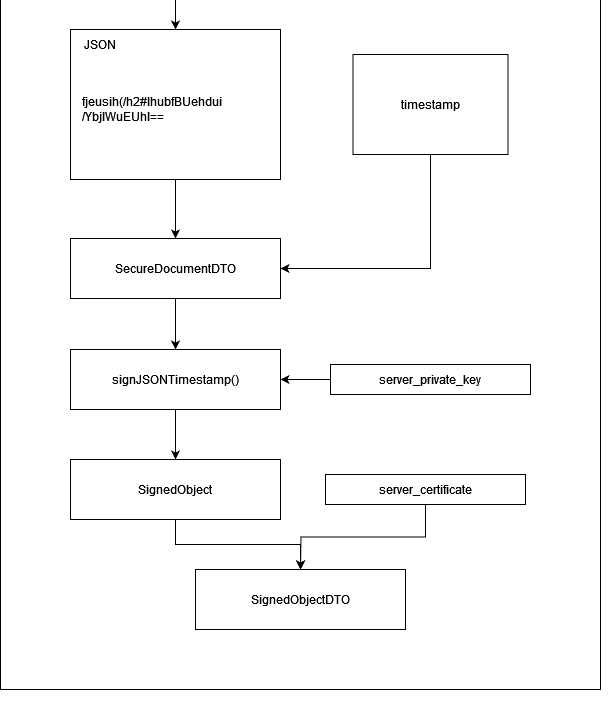 JSON
fjeusih(/h2#IhubfBUehdui
/YbjIWuEUhI==
timestamp
SecureDocumentDTO
signJSONTimestamp()
server_private_key
SignedObject
server_certificate
SignedObjectDTO